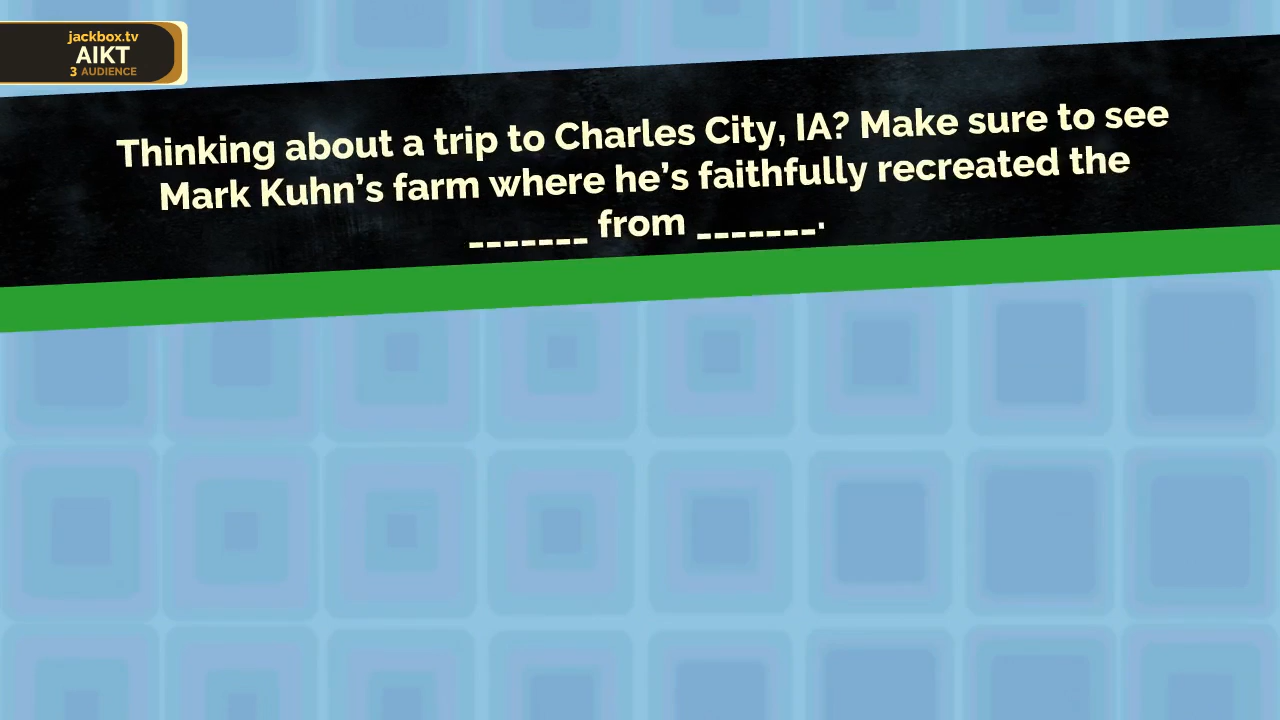 jackbox.tv
AIKT
3 AUDIENCE
Thinking about a trip to Charles City, IA? Make sure to see
Mark Kuhn’s farm where he’s faithfully recreated the
_______ from _______.